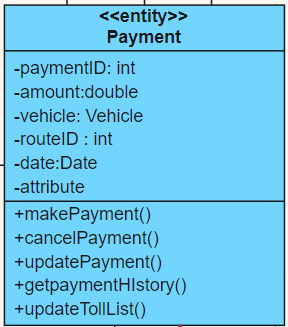 <<entity>>
Payment
-paymentID: int
-amount:double
-vehicle: Vehicle
-routeID : int
-date:Date
-attribute
+makePayment()
+cancelPayment()
+updatePayment()
+getpaymentHIstory()
+updateTollList()